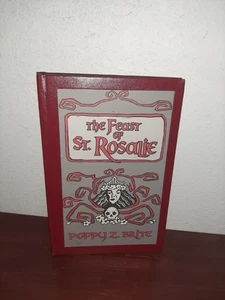 the Feast
of
St. Rosalie
Poppy Z. Brite